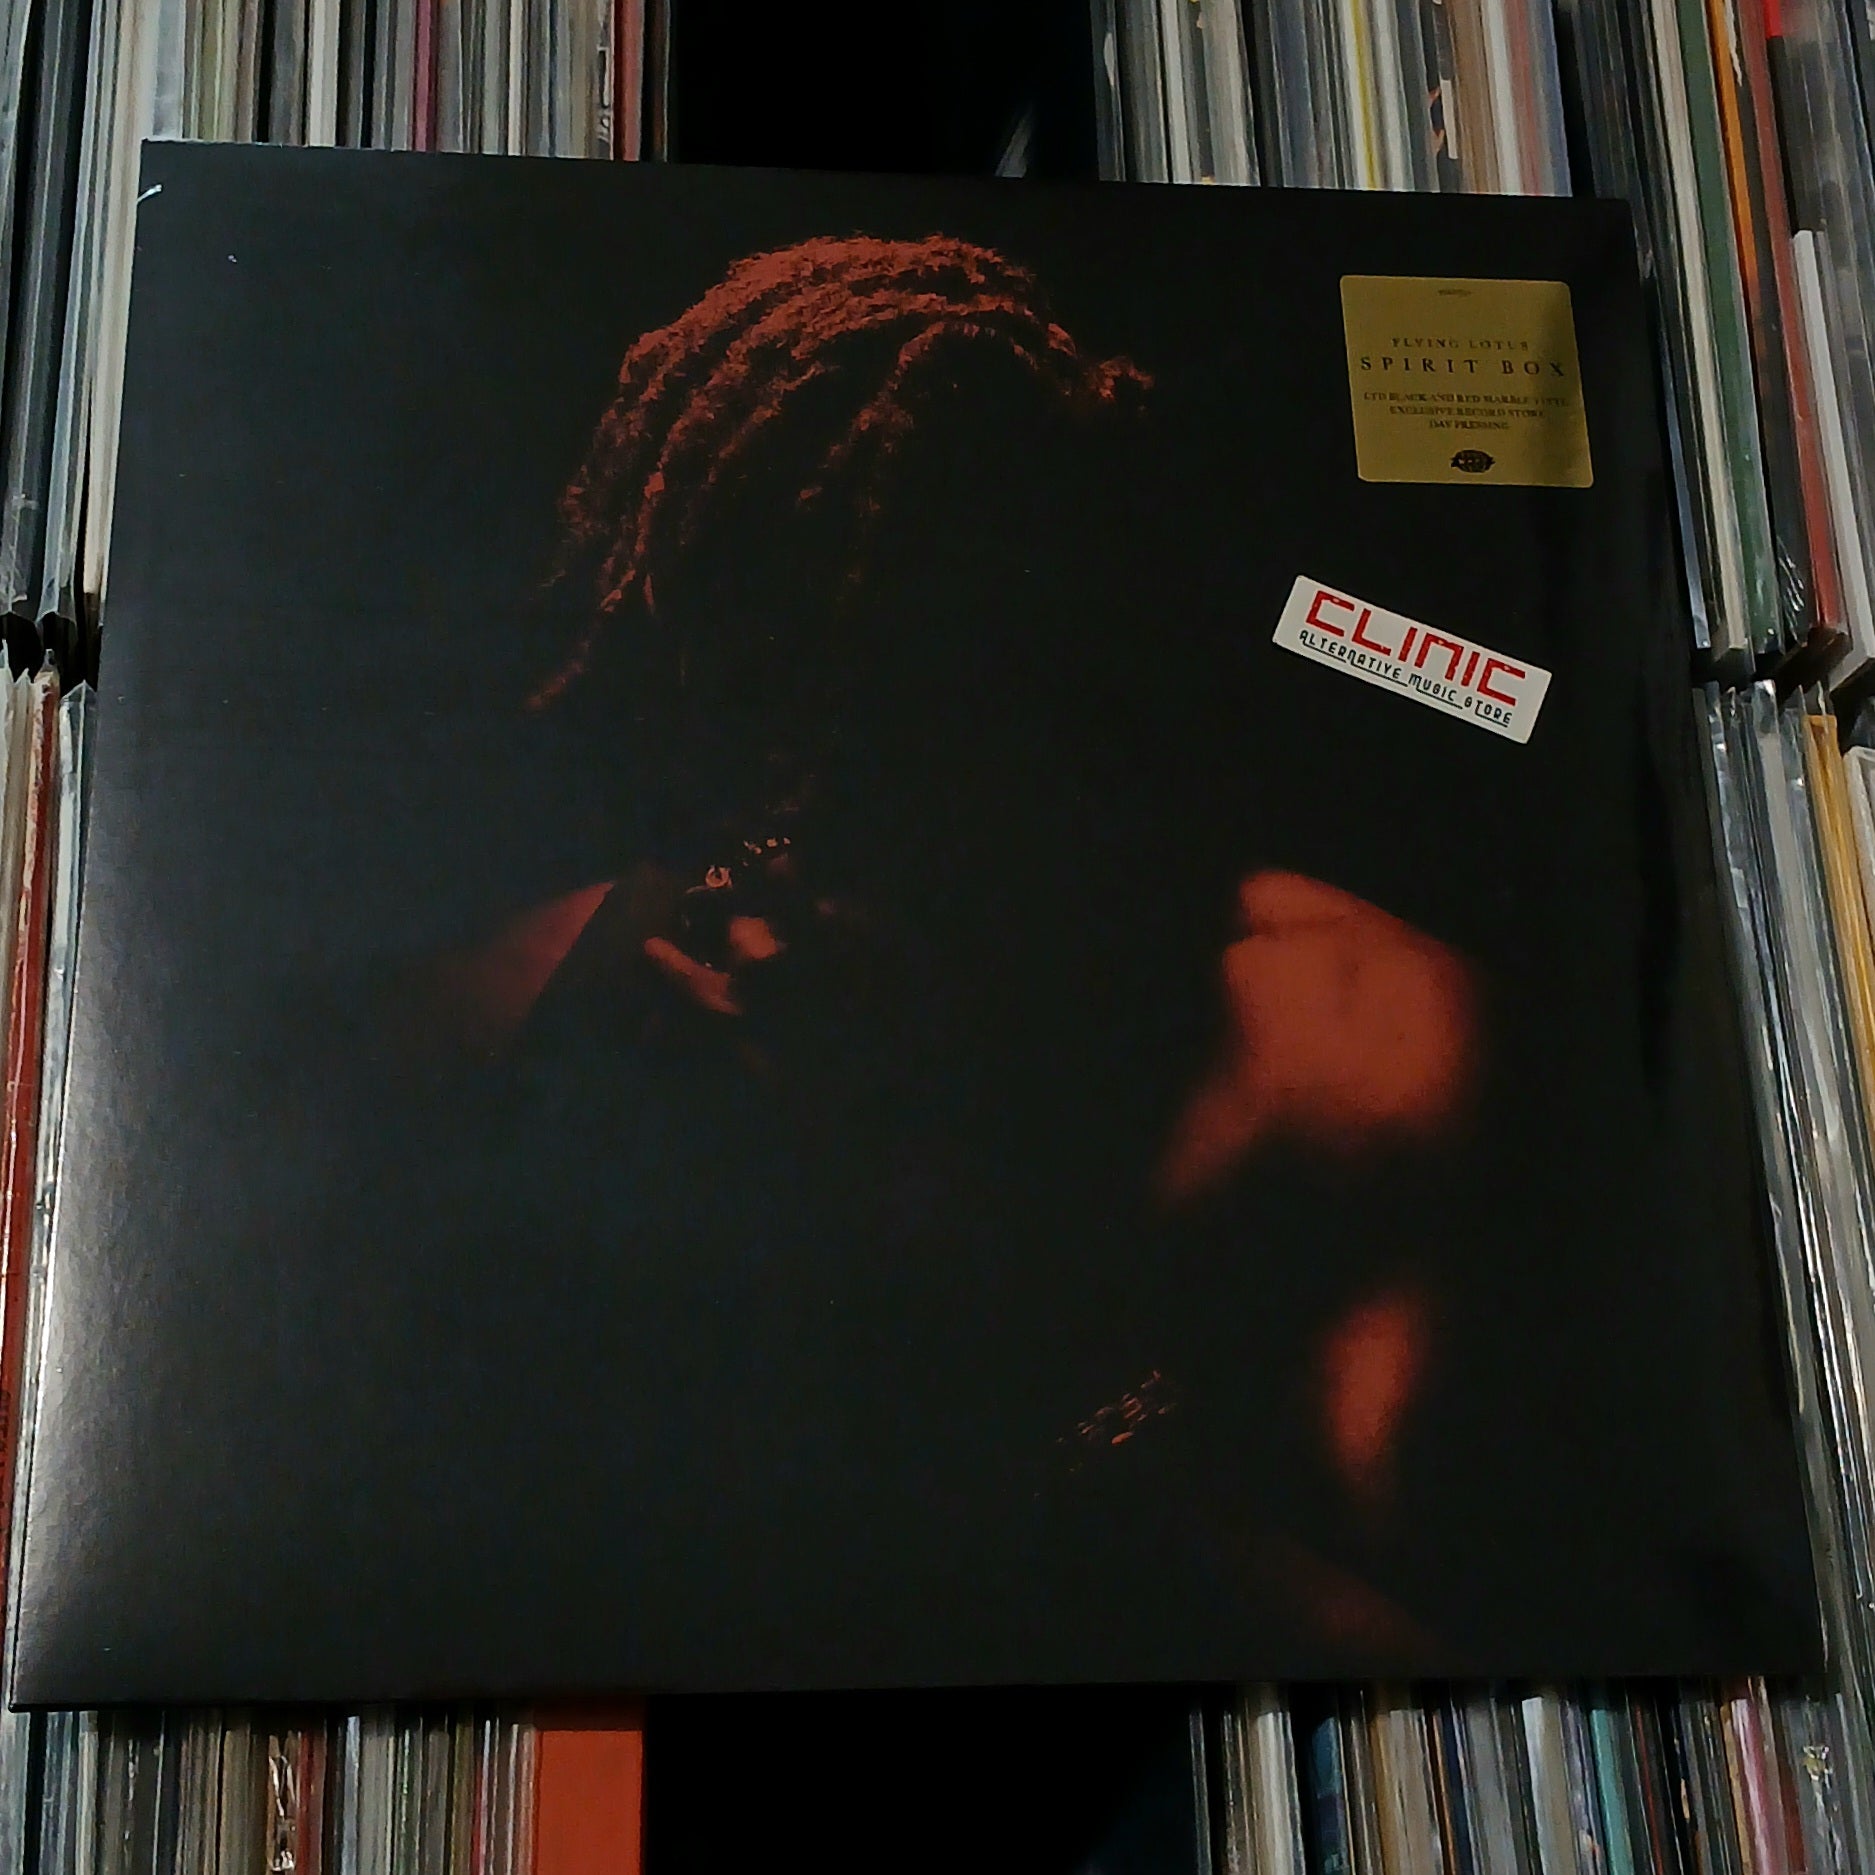 FLYING LOTUS
SPIRIT BOX
LTD BLACK AND RED MARBLE VINYL
EXCLUSIVE RECORD STORE
DAY PRESSING
CLINIC
ALTERNATIVE MUSIC STORE